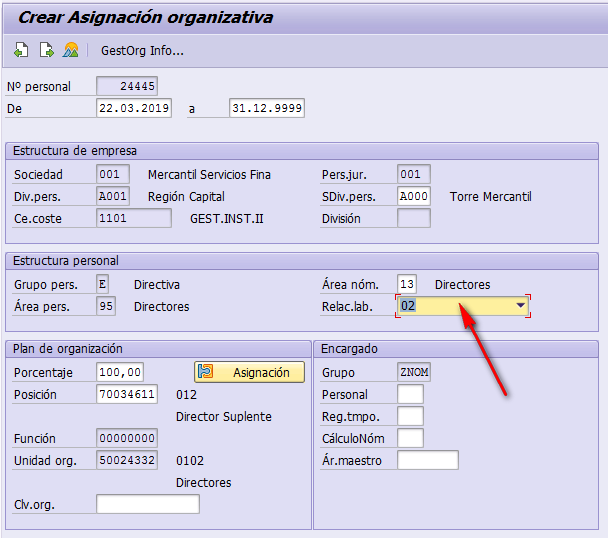 Crear Asignación organizativa
GestOrg Info...
Nº personal 24445
De 22.03.2019 a 31.12.9999
Estructura de empresa
Sociedad 001 Mercantil Servicios Fina Pers.jur. 001
Div.pers. A001 Región Capital SDiv.pers. A000 Torre Mercantil
Ce.coste 1101 GEST.INST.II División
Estructura personal
Grupo pers. E Directiva Área nóm. 13 Directores
Área pers. 95 Directores Relac.lab. 02
Plan de organización
Porcentaje 100,00 Asignación
Posición 70034611 012
Director Suplente
Función 00000000
Unidad org. 50024332 0102
Directores
Clv.org.
Encargado
Grupo ZNOM
Personal
Reg.tmpo.
CálculoNóm
Ár.maestro